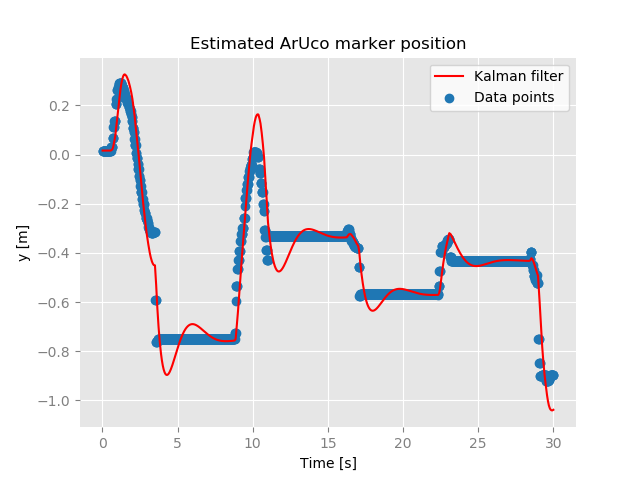 Estimated ArUco marker position
Kalman filter
Data points
y [m]
0.2
0.0
−0.2
−0.4
−0.6
−0.8
−1.0
0 5 10 15 20 25 30
Time [s]